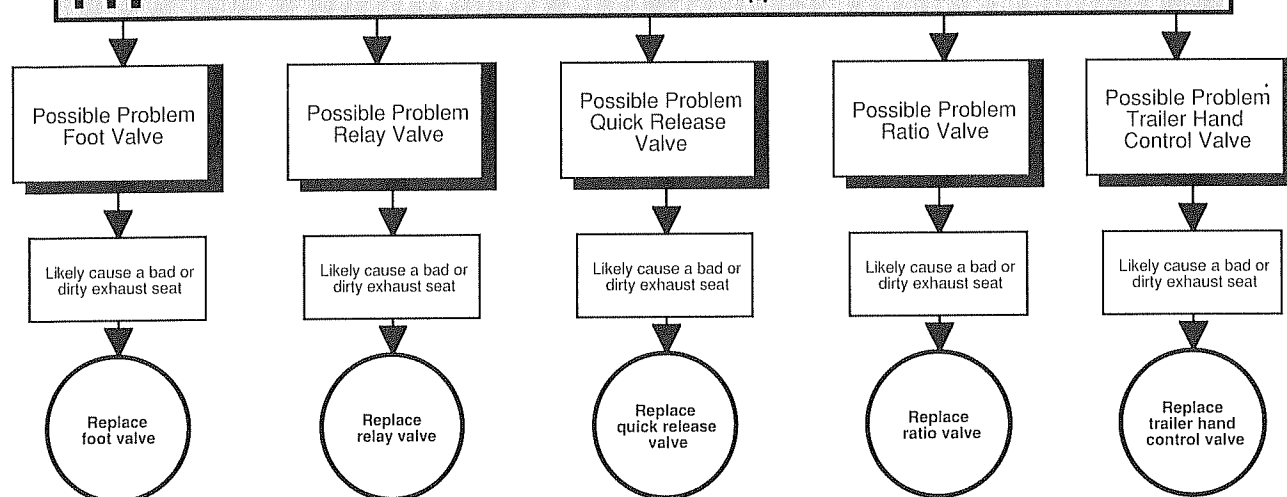 Possible Problem
Foot Valve
Possible Problem
Relay Valve
Possible Problem
Quick Release
Valve
Possible Problem
Ratio Valve
Possible Problem
Trailer Hand
Control Valve
Likely cause a bad or
dirty exhaust seat
Likely cause a bad or
dirty exhaust seat
Likely cause a bad or
dirty exhaust seat
Likely cause a bad or
dirty exhaust seat
Likely cause a bad or
dirty exhaust seat
Replace
foot valve
Replace
relay valve
Replace
quick release
valve
Replace
ratio valve
Replace
trailer hand
control valve